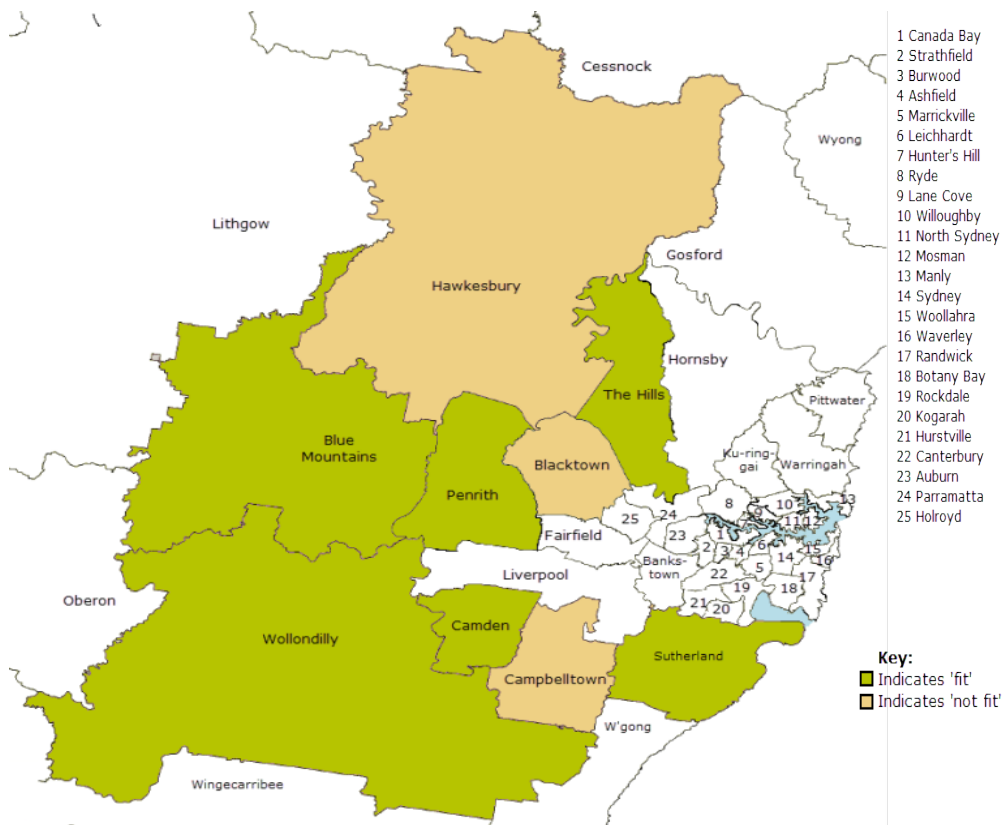 Cessnock
Wyong
Lithgow
Gosford
Hawkesbury
Hornsby
The Hills
Pittwater
Blue
Mountains
Ku-ring-
gai
Warringah
Blacktown
Penrith
8
10
13
9
24
25
11
12
1
Fairfield
23
2
3
4
6
14
15
16
Banks-
town
5
Liverpool
22
17
19
18
21
20
Oberon
Camden
Wollondilly
Sutherland
Campbelltown
W'gong
Wingecarribee
1 Canada Bay
2 Strathfield
3 Burwood
4 Ashfield
5 Marrickville
6 Leichhardt
7 Hunter's Hill
8 Ryde
9 Lane Cove
10 Willoughby
11 North Sydney
12 Mosman
13 Manly
14 Sydney
15 Woollahra
16 Waverley
17 Randwick
18 Botany Bay
19 Rockdale
20 Kogarah
21 Hurstville
22 Canterbury
23 Auburn
24 Parramatta
25 Holroyd
Key:
Indicates 'fit'
Indicates 'not fit'